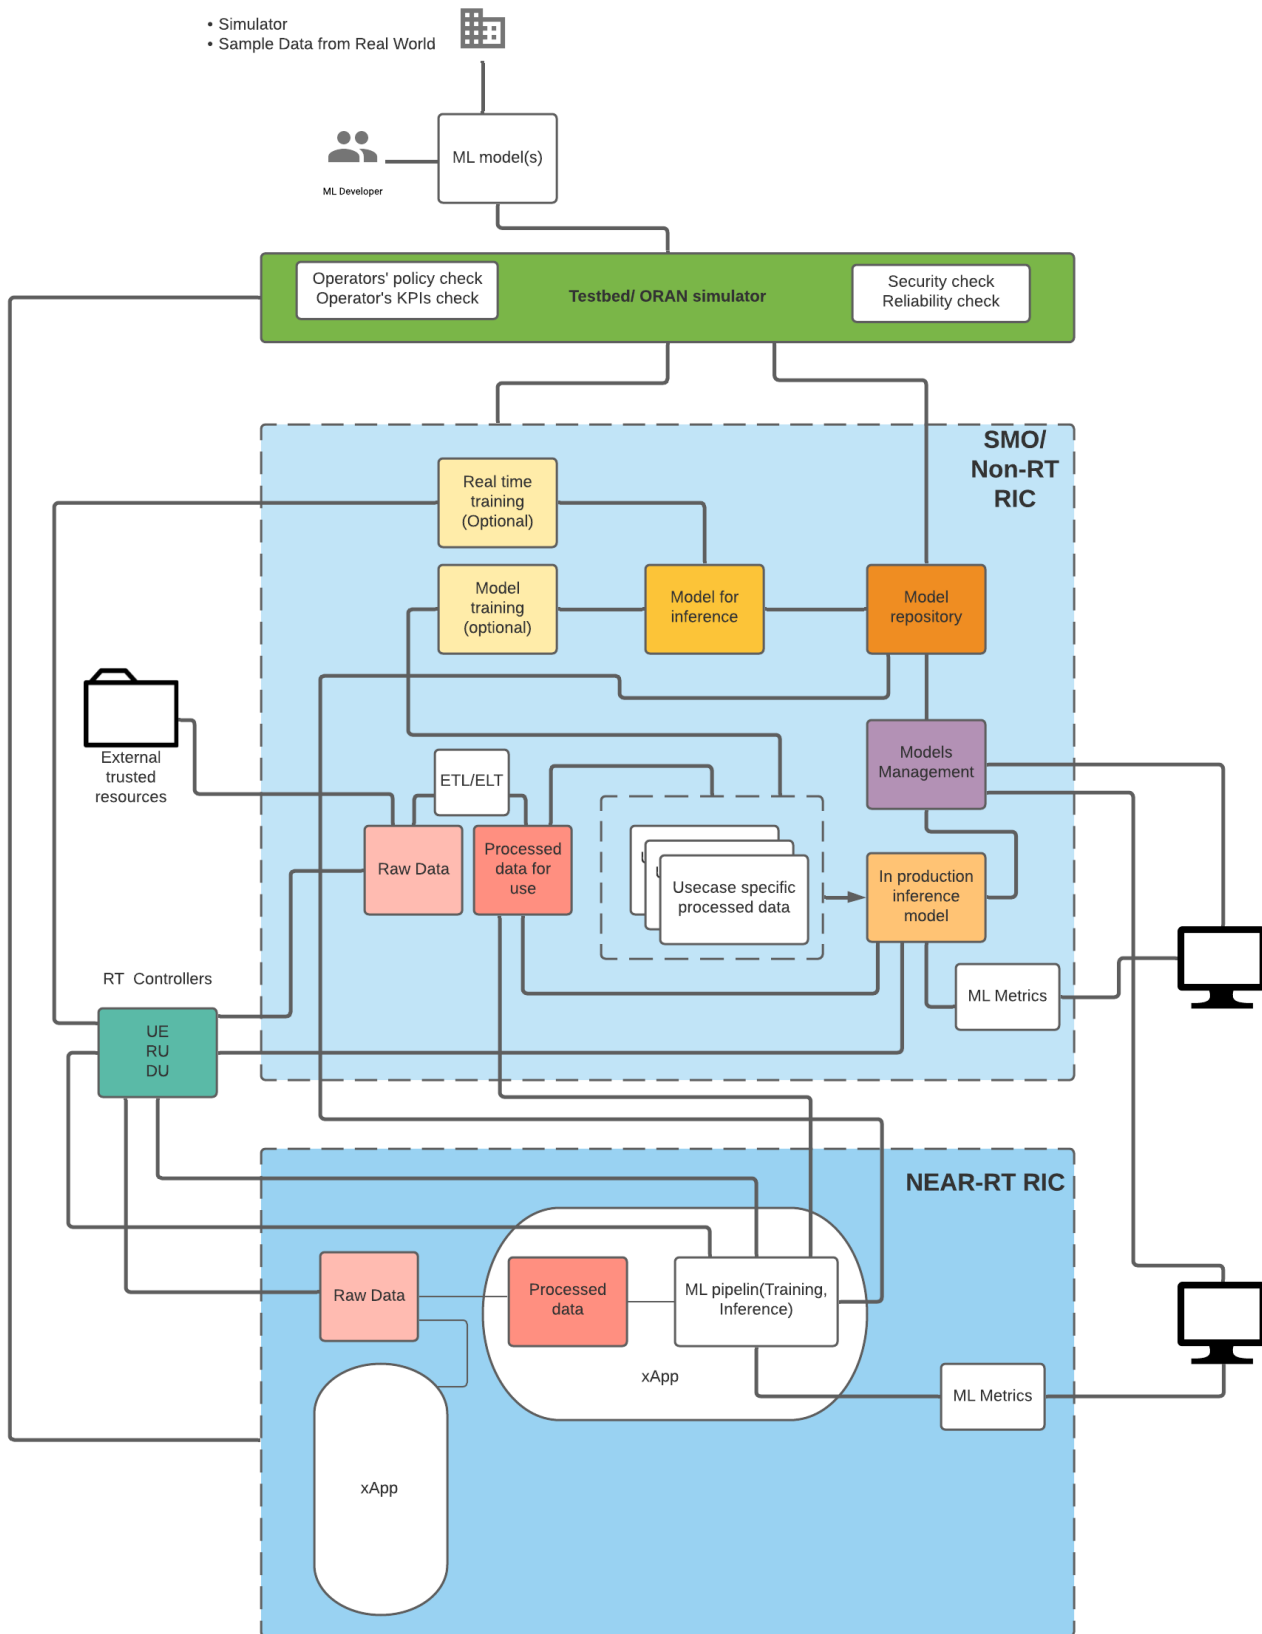 • Simulator
• Sample Data from Real World
ML model(s)
ML Developer
Operators' policy check
Operator's KPIs check
Testbed/ ORAN simulator
Security check
Reliability check
SMO/
Non-RT
RIC
Real time
training
(Optional)
Model
training
(optional)
Model for
inference
Model
repository
External
trusted
resources
ETL/ELT
Models
Management
Raw Data
Processed
data for
use
Usecase specific
processed data
In production
inference
model
ML Metrics
RT Controllers
UE
RU
DU
NEAR-RT RIC
Raw Data
Processed
data
ML pipelin(Training,
Inference)
xApp
ML Metrics
xApp